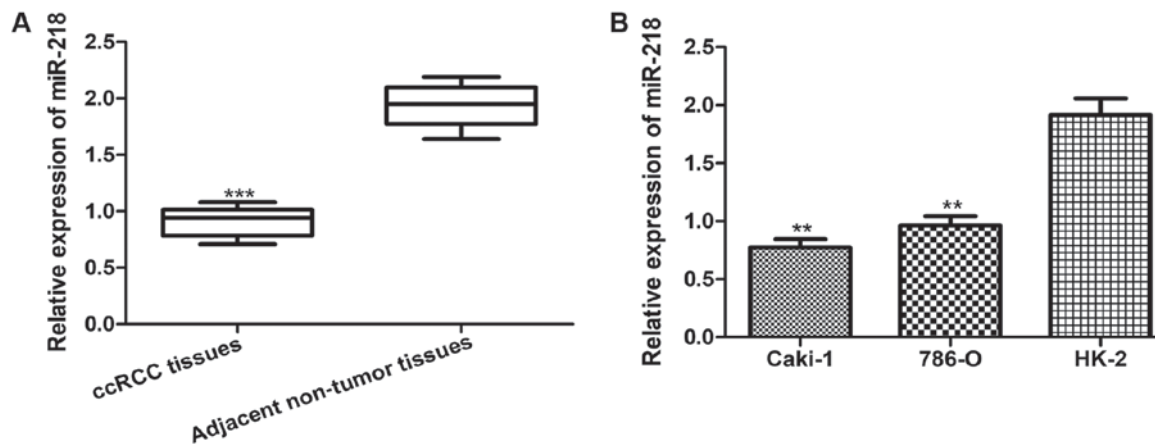 A
Relative expression of miR-218
2.5
2.0
1.5
1.0
0.5
0.0
***
ccRCC tissues
Adjacent non-tumor tissues
B
Relative expression of miR-218
2.5
2.0
1.5
1.0
0.5
0.0
**
**
Caki-1
786-O
HK-2